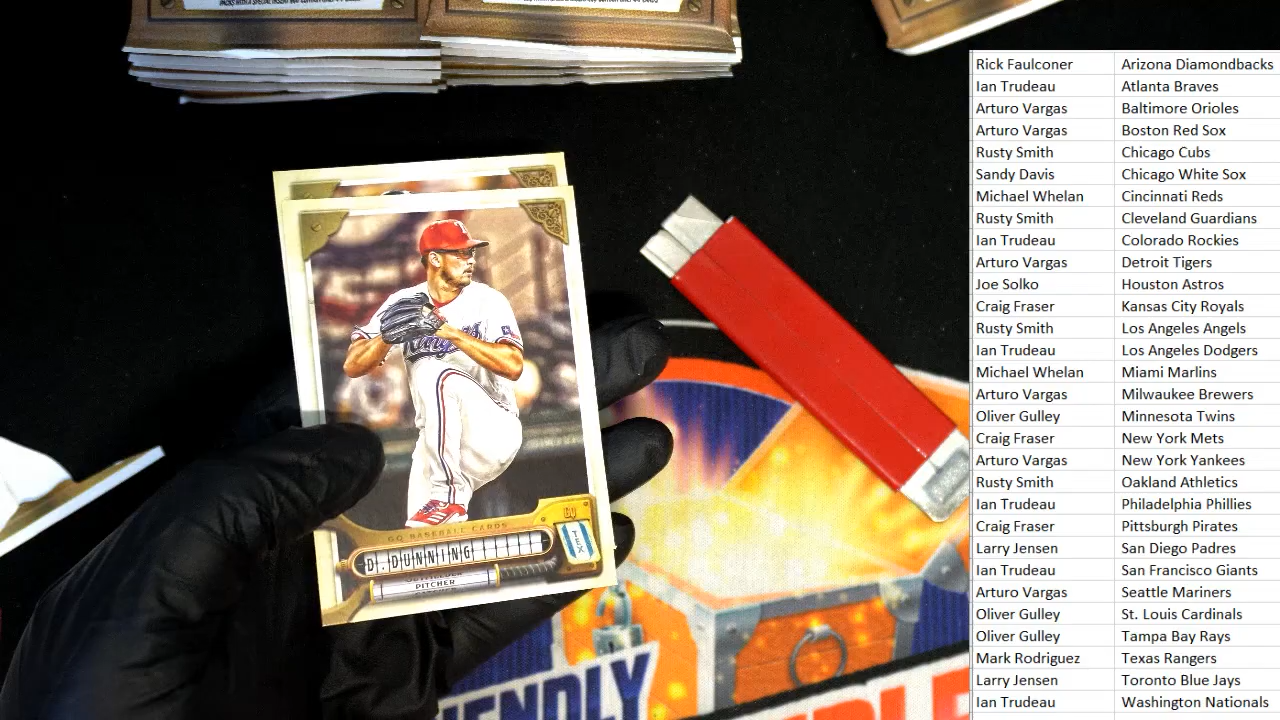 Rick Faulconer Arizona Diamondbacks
Ian Trudeau Atlanta Braves
Arturo Vargas Baltimore Orioles
Arturo Vargas Boston Red Sox
Rusty Smith Chicago Cubs
Sandy Davis Chicago White Sox
Michael Whelan Cincinnati Reds
Rusty Smith Cleveland Guardians
Ian Trudeau Colorado Rockies
Arturo Vargas Detroit Tigers
Joe Solko Houston Astros
Craig Fraser Kansas City Royals
Rusty Smith Los Angeles Angels
Ian Trudeau Los Angeles Dodgers
Michael Whelan Miami Marlins
Arturo Vargas Milwaukee Brewers
Oliver Gulley Minnesota Twins
Craig Fraser New York Mets
Arturo Vargas New York Yankees
Rusty Smith Oakland Athletics
Ian Trudeau Philadelphia Phillies
Craig Fraser Pittsburgh Pirates
Larry Jensen San Diego Padres
Ian Trudeau San Francisco Giants
Arturo Vargas Seattle Mariners
Oliver Gulley St. Louis Cardinals
Oliver Gulley Tampa Bay Rays
Mark Rodriguez Texas Rangers
Larry Jensen Toronto Blue Jays
Ian Trudeau Washington Nationals
GQ BASEBALL CARDS
GQ
D. DUNNING
TEX
PITCHER